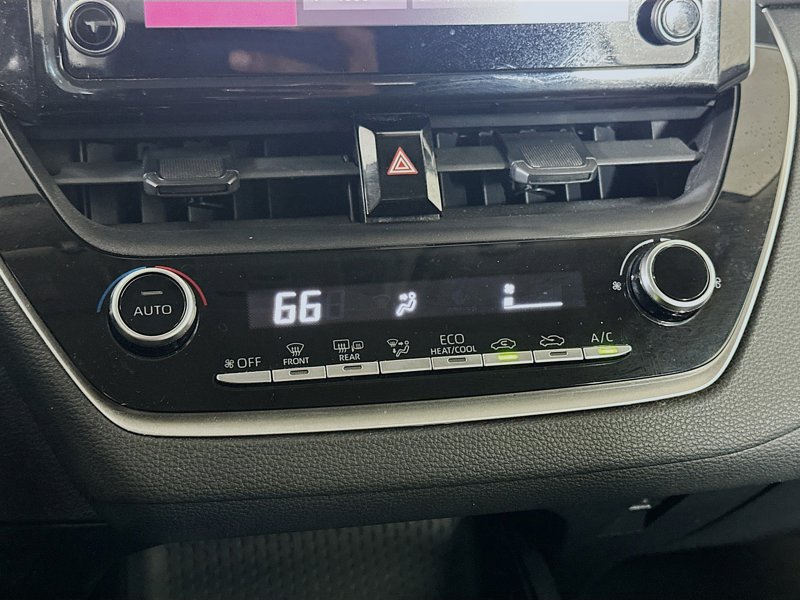 66
AUTO
OFF
FRONT
REAR
ECO
HEAT/COOL
A/C